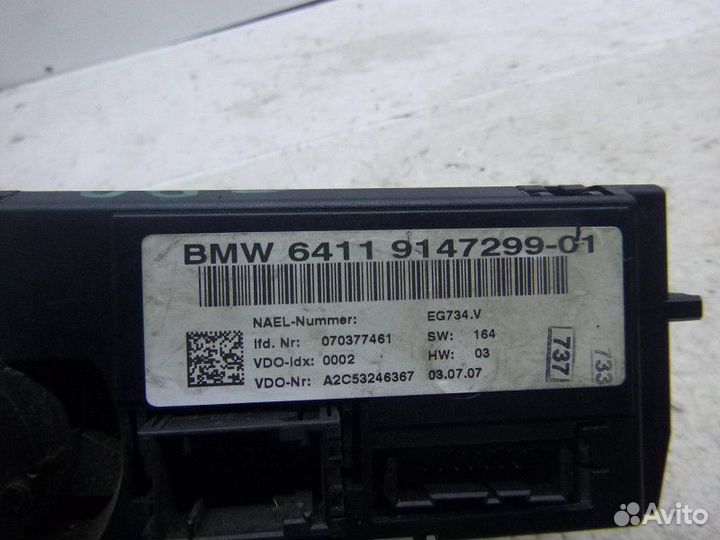 BMW 6411 9147299-01
NAEL-Nummer: EG734.V
lfd. Nr: 070377461 SW: 164
VDO-idx: 0002 HW: 03
VDO-Nr: A2C53246367 03.07.07
737
733
Avito